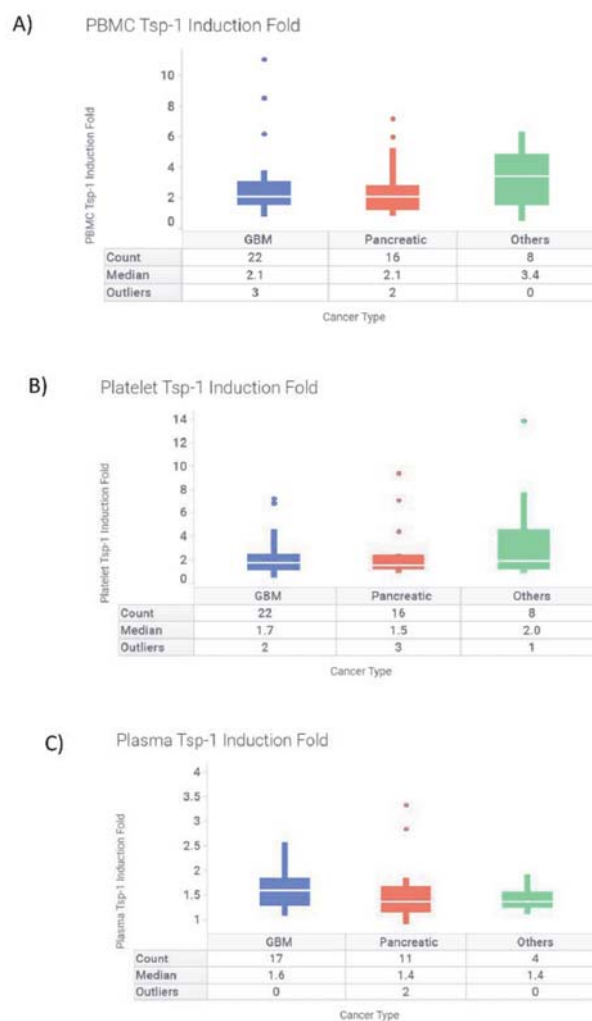 A) PBMC Tsp-1 Induction Fold
PBMC Tsp-1 Induction Fold
10
8
6
4
2
0
GBM Pancreatic Others
Count 22 16 8
Median 2.1 2.1 3.4
Outliers 3 2 0
Cancer Type
B) Platelet Tsp-1 Induction Fold
Platelet Tsp-1 Induction Fold
14
12
10
8
6
4
2
0
GBM Pancreatic Others
Count 22 16 8
Median 1.7 1.5 2.0
Outliers 2 3 1
Cancer Type
C) Plasma Tsp-1 Induction Fold
Plasma Tsp-1 Induction Fold
4
3.5
3
2.5
2
1.5
1
GBM Pancreatic Others
Count 17 11 4
Median 1.6 1.4 1.4
Outliers 0 2 0
Cancer Type